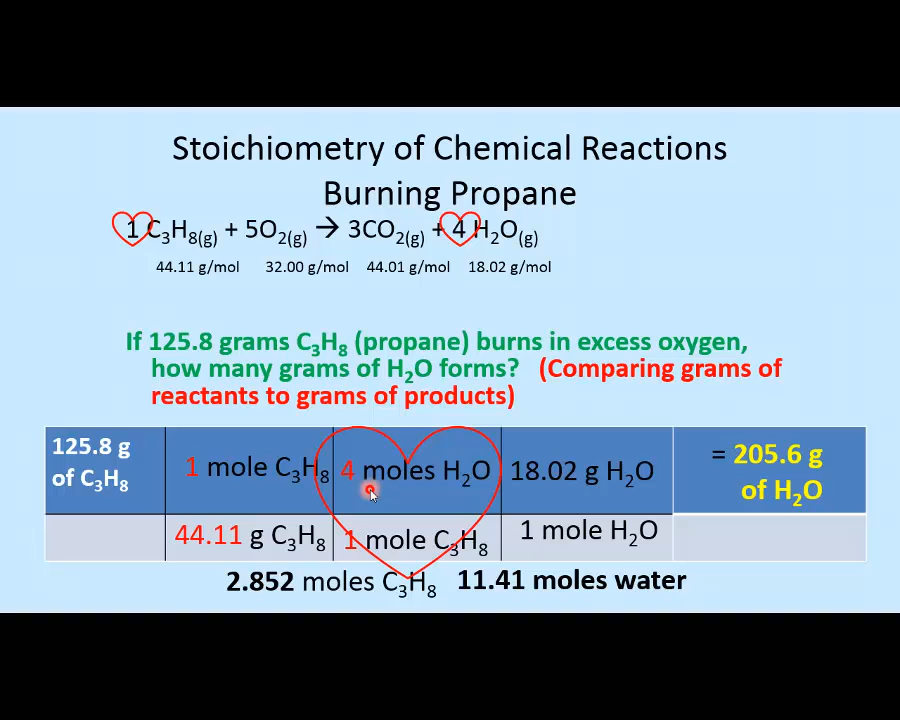 Stoichiometry of Chemical Reactions
Burning Propane
1 C₃H₈(g) + 5O₂(g) → 3CO₂(g) + 4 H₂O(g)
44.11 g/mol 32.00 g/mol 44.01 g/mol 18.02 g/mol
If 125.8 grams C₃H₈ (propane) burns in excess oxygen,
how many grams of H₂O forms? (Comparing grams of
reactants to grams of products)
125.8 g
of C₃H₈
1 mole C₃H₈
4 moles H₂O
18.02 g H₂O
= 205.6 g
of H₂O
44.11 g C₃H₈
1 mole C₃H₈
1 mole H₂O
2.852 moles C₃H₈ 11.41 moles water